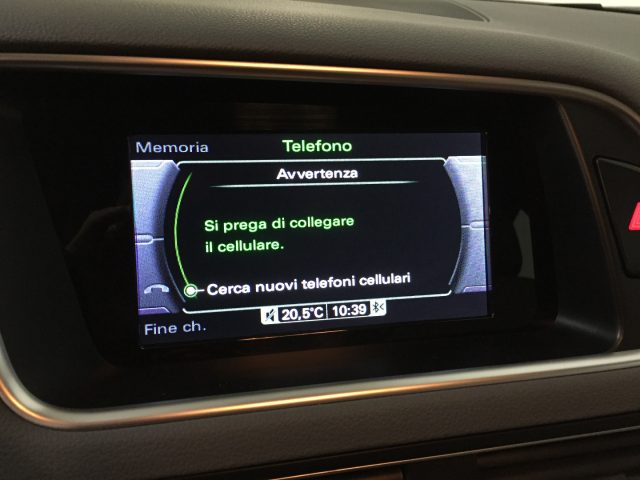 Memoria
Telefono
Avvertenza
Si prega di collegare
il cellulare.
Cerca nuovi telefoni cellulari
20,5°C 10:39
Fine ch.